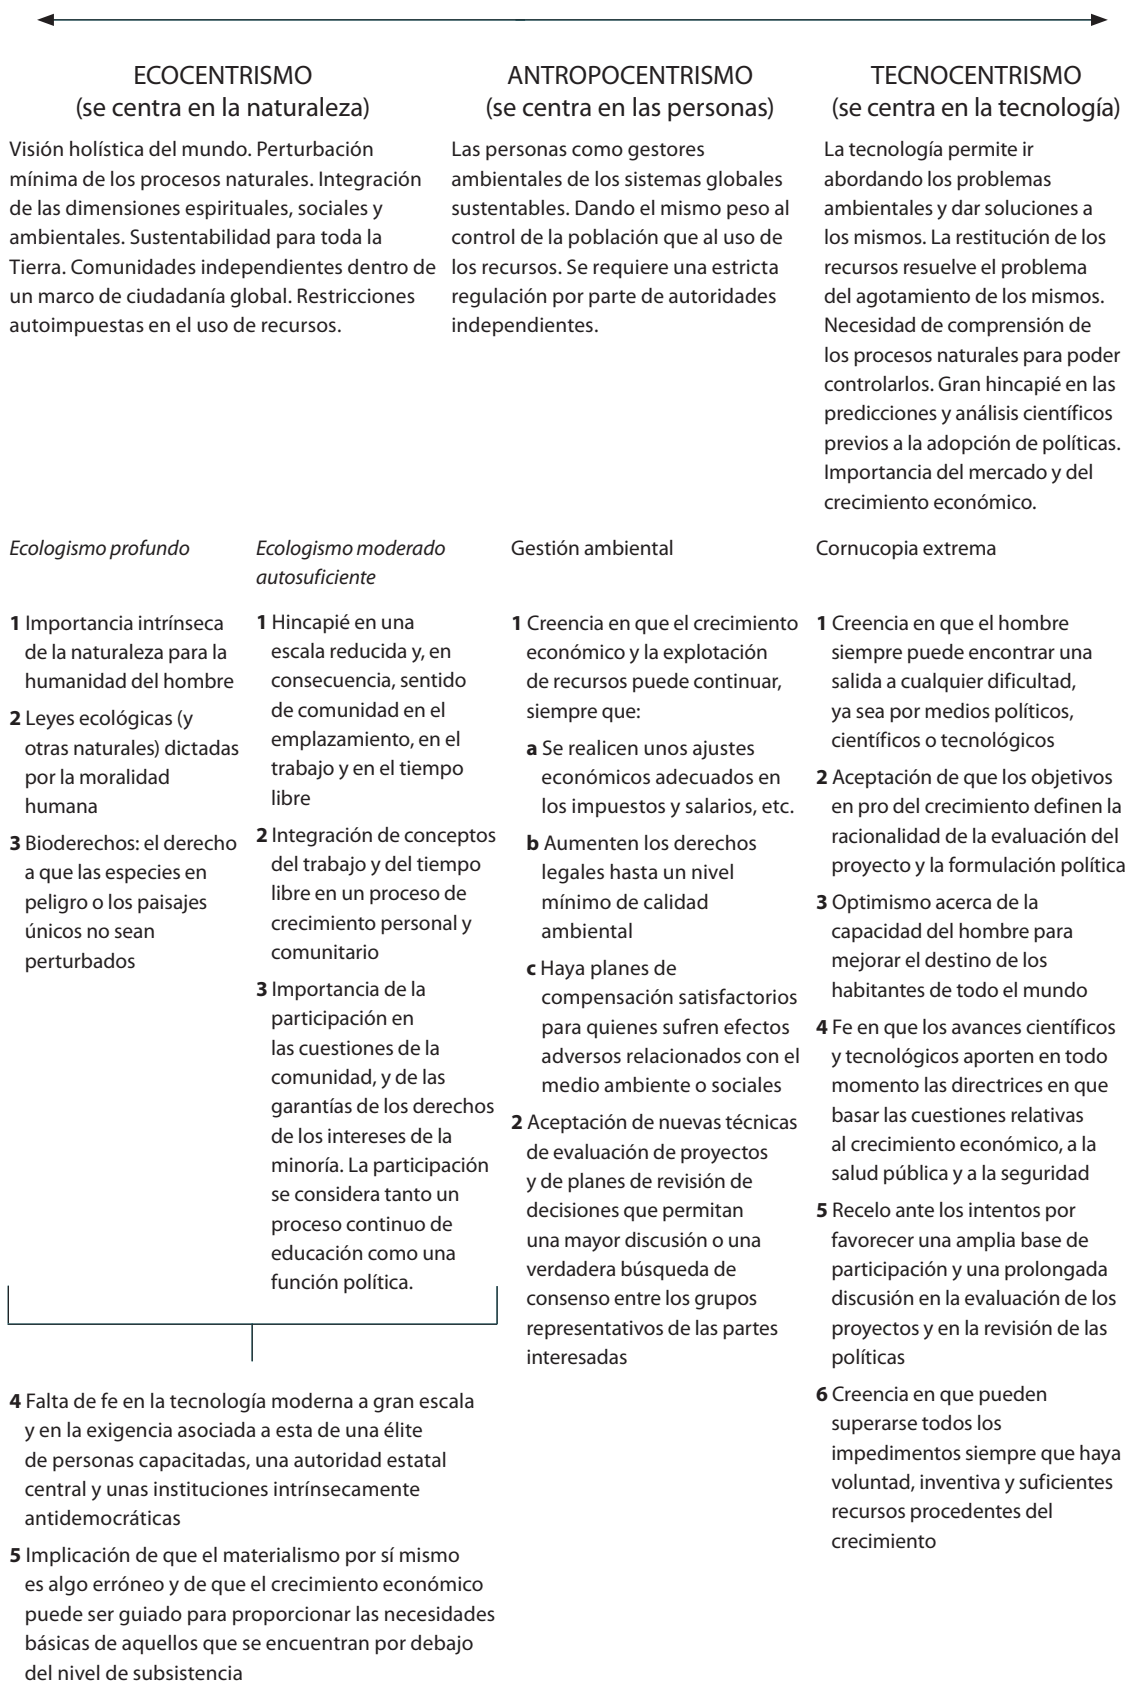 ECOCENTRISMO
(se centra en la naturaleza)
Visión holística del mundo. Perturbación
mínima de los procesos naturales. Integración
de las dimensiones espirituales, sociales y
ambientales. Sustentabilidad para toda la
Tierra. Comunidades independientes dentro de
un marco de ciudadanía global. Restricciones
autoimpuestas en el uso de recursos.
ANTROPOCENTRISMO
(se centra en las personas)
Las personas como gestores
ambientales de los sistemas globales
sustentables. Dando el mismo peso al
control de la población que al uso de
los recursos. Se requiere una estricta
regulación por parte de autoridades
independientes.
TECNOCENTRISMO
(se centra en la tecnología)
La tecnología permite ir
abordando los problemas
ambientales y dar soluciones a
los mismos. La restitución de los
recursos resuelve el problema
del agotamiento de los mismos.
Necesidad de comprensión de
los procesos naturales para poder
controlarlos. Gran hincapié en las
predicciones y análisis científicos
previos a la adopción de políticas.
Importancia del mercado y del
crecimiento económico.
Ecologismo profundo
1 Importancia intrínseca
de la naturaleza para la
humanidad del hombre
2 Leyes ecológicas (y
otras naturales) dictadas
por la moralidad
humana
3 Bioderechos: el derecho
a que las especies en
peligro o los paisajes
únicos no sean
perturbados
Ecologismo moderado
autosuficiente
1 Hincapié en una
escala reducida y, en
consecuencia, sentido
de comunidad en el
emplazamiento, en el
trabajo y en el tiempo
libre
2 Integración de conceptos
del trabajo y del tiempo
libre en un proceso de
crecimiento personal y
comunitario
3 Importancia de la
participación en
las cuestiones de la
comunidad, y de las
garantías de los derechos
de los intereses de la
minoría. La participación
se considera tanto un
proceso continuo de
educación como una
función política.
4 Falta de fe en la tecnología moderna a gran escala
y en la exigencia asociada a esta de una élite
de personas capacitadas, una autoridad estatal
central y unas instituciones intrínsecamente
antidemocráticas
5 Implicación de que el materialismo por sí mismo
es algo erróneo y de que el crecimiento económico
puede ser guiado para proporcionar las necesidades
básicas de aquellos que se encuentran por debajo
del nivel de subsistencia
Gestión ambiental
1 Creencia en que el crecimiento
económico y la explotación
de recursos puede continuar,
siempre que:
a Se realicen unos ajustes
económicos adecuados en
los impuestos y salarios, etc.
b Aumenten los derechos
legales hasta un nivel
mínimo de calidad
ambiental
c Haya planes de
compensación satisfactorios
para quienes sufren efectos
adversos relacionados con el
medio ambiente o sociales
2 Aceptación de nuevas técnicas
de evaluación de proyectos
y de planes de revisión de
decisiones que permitan
una mayor discusión o una
verdadera búsqueda de
consenso entre los grupos
representativos de las partes
interesadas
Cornucopia extrema
1 Creencia en que el hombre
siempre puede encontrar una
salida a cualquier dificultad,
ya sea por medios políticos,
científicos o tecnológicos
2 Aceptación de que los objetivos
en pro del crecimiento definen la
racionalidad de la evaluación del
proyecto y la formulación política
3 Optimismo acerca de la
capacidad del hombre para
mejorar el destino de los
habitantes de todo el mundo
4 Fe en que los avances científicos
y tecnológicos aporten en todo
momento las directrices en que
basar las cuestiones relativas
al crecimiento económico, a la
salud pública y a la seguridad
5 Recelo ante los intentos por
favorecer una amplia base de
participación y una prolongada
discusión en la evaluación de los
proyectos y en la revisión de las
políticas
6 Creencia en que pueden
superarse todos los
impedimentos siempre que haya
voluntad, inventiva y suficientes
recursos procedentes del
crecimiento